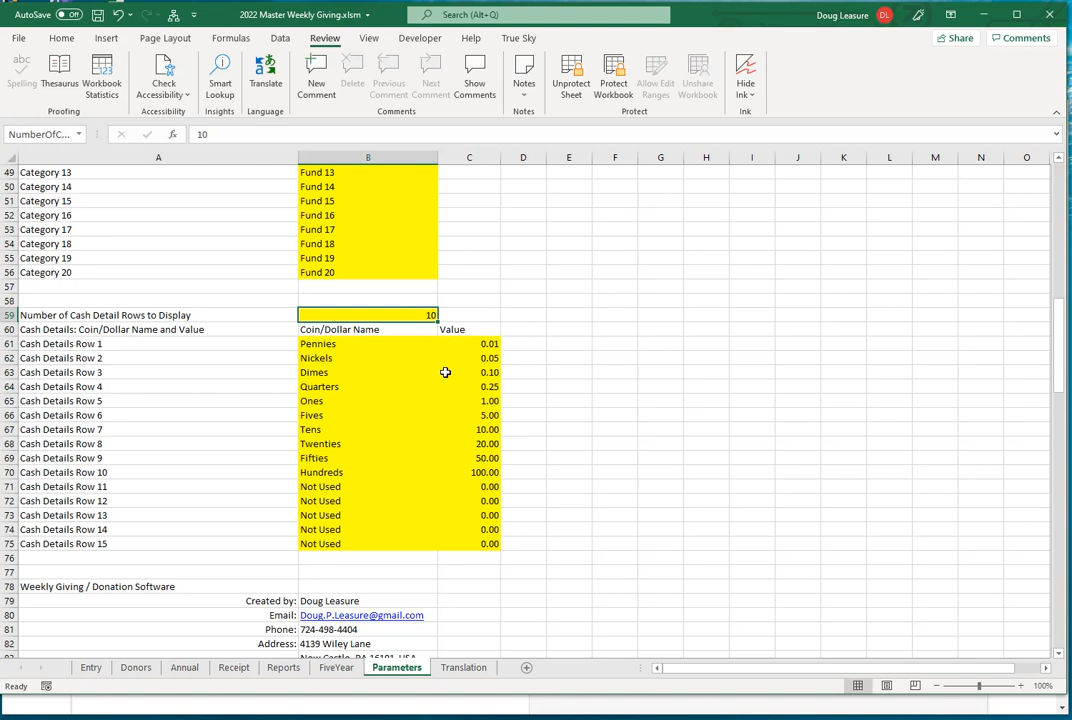 AutoSave Off 2022 Master Weekly Giving.xlsm Search (Alt+Q) Doug Leasure DL
File Home Insert Page Layout Formulas Data Review View Developer Help True Sky Share Comments
abc 123
Spelling Thesaurus Workbook Statistics Check Accessibility Smart Lookup Translate New Comment Delete Previous Comment Next Comment Show Comments Notes Unprotect Sheet Protect Workbook Allow Edit Ranges Unshare Workbook Hide Ink
Proofing Accessibility Insights Language Comments Notes Protect Ink
NumberOfC... fx 10
A B C D E F G H I J K L M N O
49 Category 13 Fund 13
50 Category 14 Fund 14
51 Category 15 Fund 15
52 Category 16 Fund 16
53 Category 17 Fund 17
54 Category 18 Fund 18
55 Category 19 Fund 19
56 Category 20 Fund 20
57
58
59 Number of Cash Detail Rows to Display 10
60 Cash Details: Coin/Dollar Name and Value Coin/Dollar Name Value
61 Cash Details Row 1 Pennies 0.01
62 Cash Details Row 2 Nickels 0.05
63 Cash Details Row 3 Dimes 0.10
64 Cash Details Row 4 Quarters 0.25
65 Cash Details Row 5 Ones 1.00
66 Cash Details Row 6 Fives 5.00
67 Cash Details Row 7 Tens 10.00
68 Cash Details Row 8 Twenties 20.00
69 Cash Details Row 9 Fifties 50.00
70 Cash Details Row 10 Hundreds 100.00
71 Cash Details Row 11 Not Used 0.00
72 Cash Details Row 12 Not Used 0.00
73 Cash Details Row 13 Not Used 0.00
74 Cash Details Row 14 Not Used 0.00
75 Cash Details Row 15 Not Used 0.00
76
77
78 Weekly Giving / Donation Software
79 Created by: Doug Leasure
80 Email: Doug.P.Leasure@gmail.com
81 Phone: 724-498-4404
82 Address: 4139 Wiley Lane
New Castle, PA 16101, USA
Entry Donors Annual Receipt Reports FiveYear Parameters Translation
Ready 100%